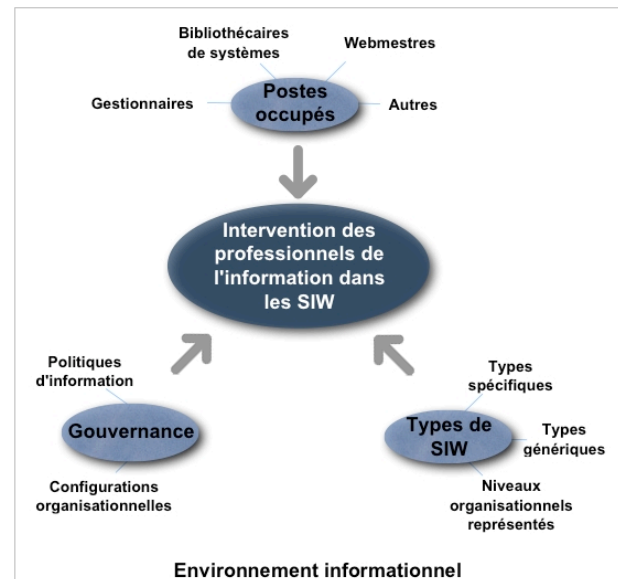 Bibliothécaires
de systèmes
Webmestres
Gestionnaires
Postes
occupés
Autres
Intervention des
professionnels de
l'information dans
les SIW
Politiques
d'information
Gouvernance
Configurations
organisationnelles
Types
spécifiques
Types de
SIW
Types
génériques
Niveaux
organisationnels
représentés
Environnement informationnel